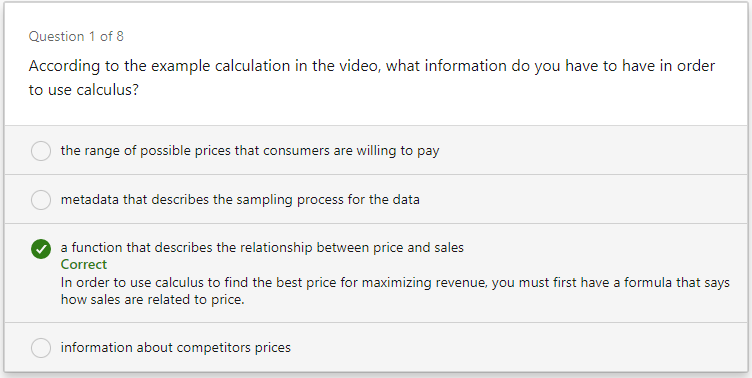 Question 1 of 8
According to the example calculation in the video, what information do you have to have in order
to use calculus?
the range of possible prices that consumers are willing to pay
metadata that describes the sampling process for the data
a function that describes the relationship between price and sales
Correct
In order to use calculus to find the best price for maximizing revenue, you must first have a formula that says
how sales are related to price.
information about competitors prices